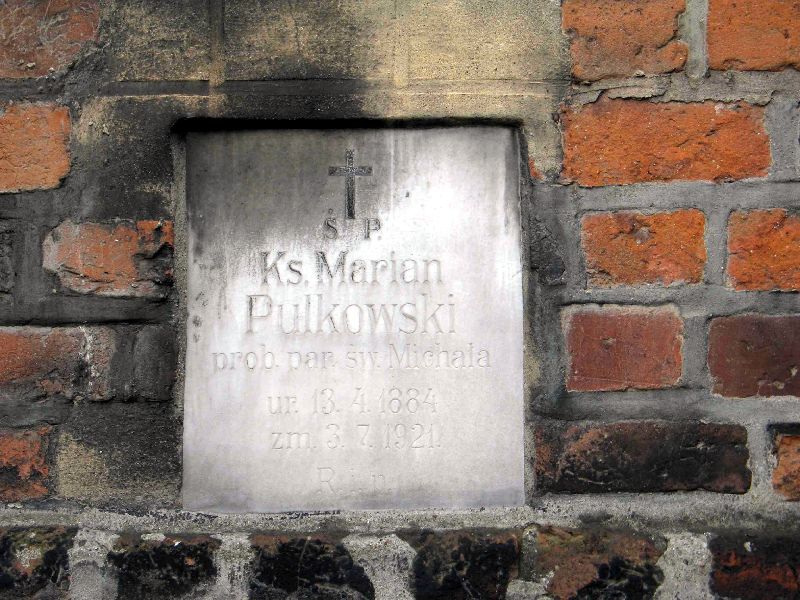 Ś P.
Ks. Marian
Pulkowski
prob. par. św. Michała
ur. 13. 4. 1884
zm. 3. 7. 1921.
R. i. p.